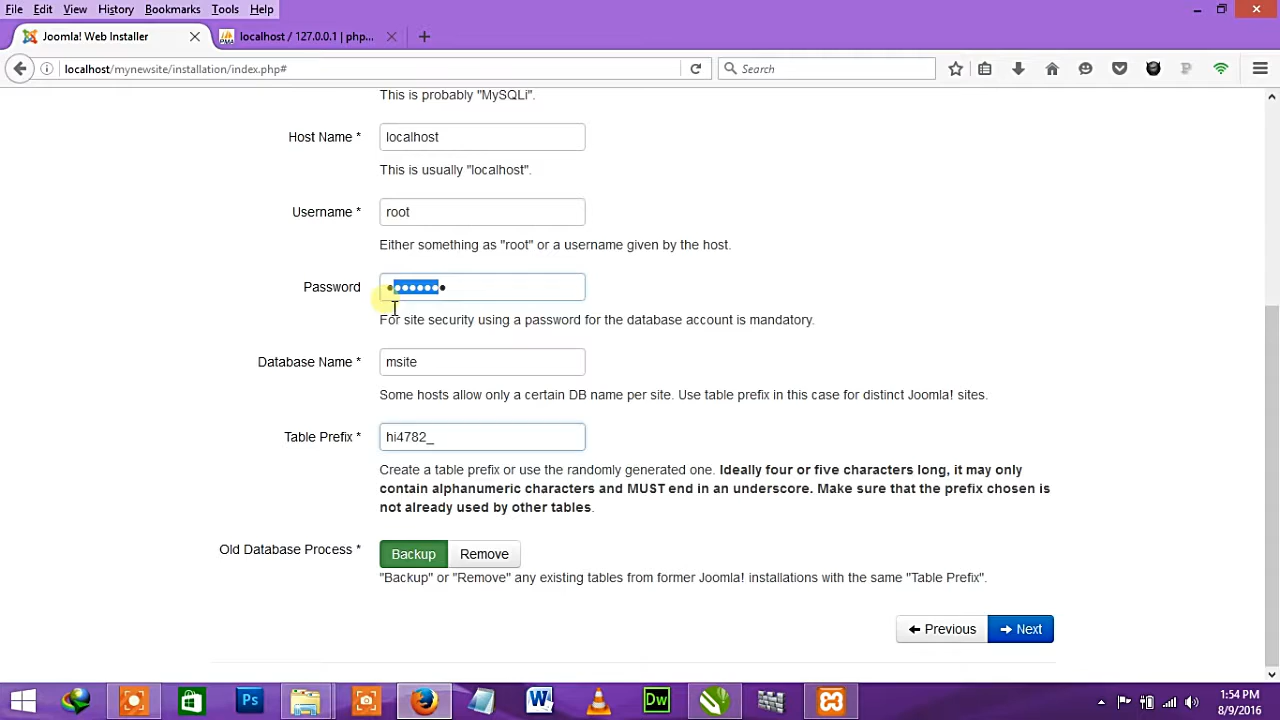 File Edit View History Bookmarks Tools Help
Joomla! Web Installer
localhost / 127.0.0.1 | php...
localhost/mynewsite/installation/index.php#
Search
This is probably "MySQLi".
Host Name *
localhost
This is usually "localhost".
Username *
root
Either something as "root" or a username given by the host.
Password
For site security using a password for the database account is mandatory.
Database Name *
msite
Some hosts allow only a certain DB name per site. Use table prefix in this case for distinct Joomla! sites.
Table Prefix *
hi4782_
Create a table prefix or use the randomly generated one. Ideally four or five characters long, it may only
contain alphanumeric characters and MUST end in an underscore. Make sure that the prefix chosen is
not already used by other tables.
Old Database Process *
Backup
Remove
"Backup" or "Remove" any existing tables from former Joomla! installations with the same "Table Prefix".
Previous
Next
Ps
W
Dw
1:54 PM
8/9/2016